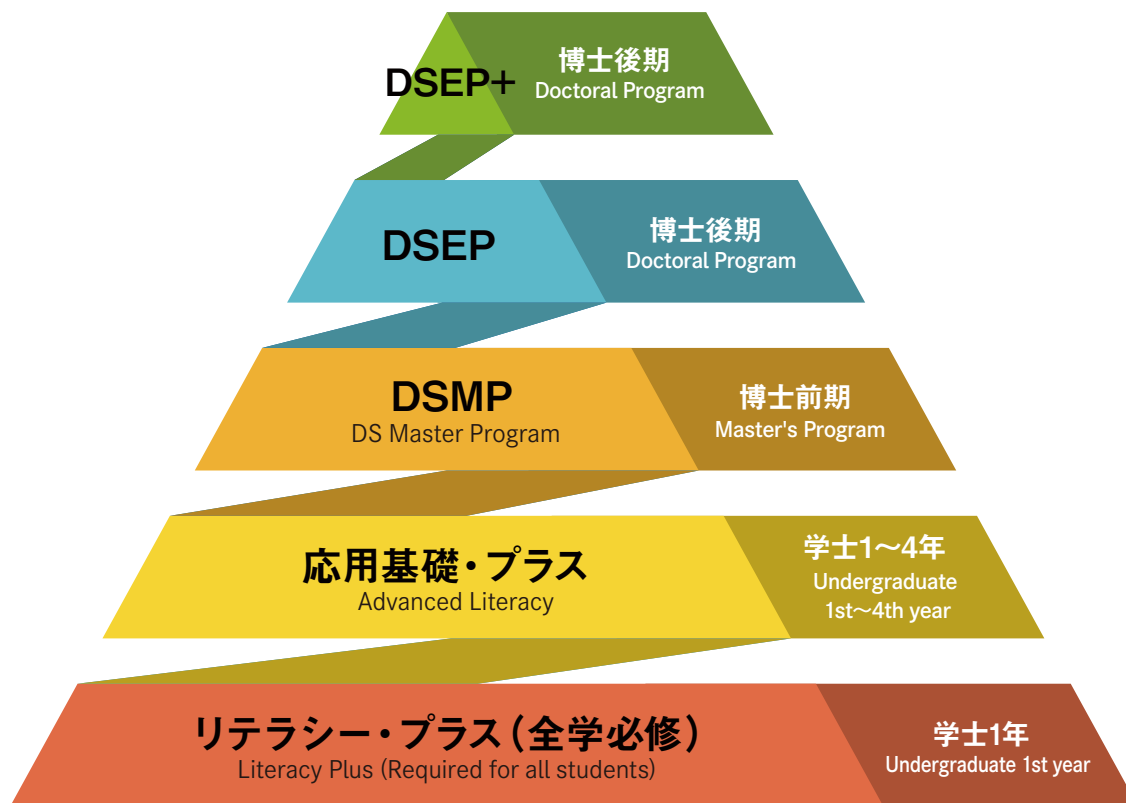 DSEP+
博士後期
Doctoral Program
DSEP
博士後期
Doctoral Program
DSMP
DS Master Program
博士前期
Master's Program
応用基礎・プラス
Advanced Literacy
学士1〜4年
Undergraduate
1st〜4th year
リテラシー・プラス(全学必修)
Literacy Plus (Required for all students)
学士1年
Undergraduate 1st year